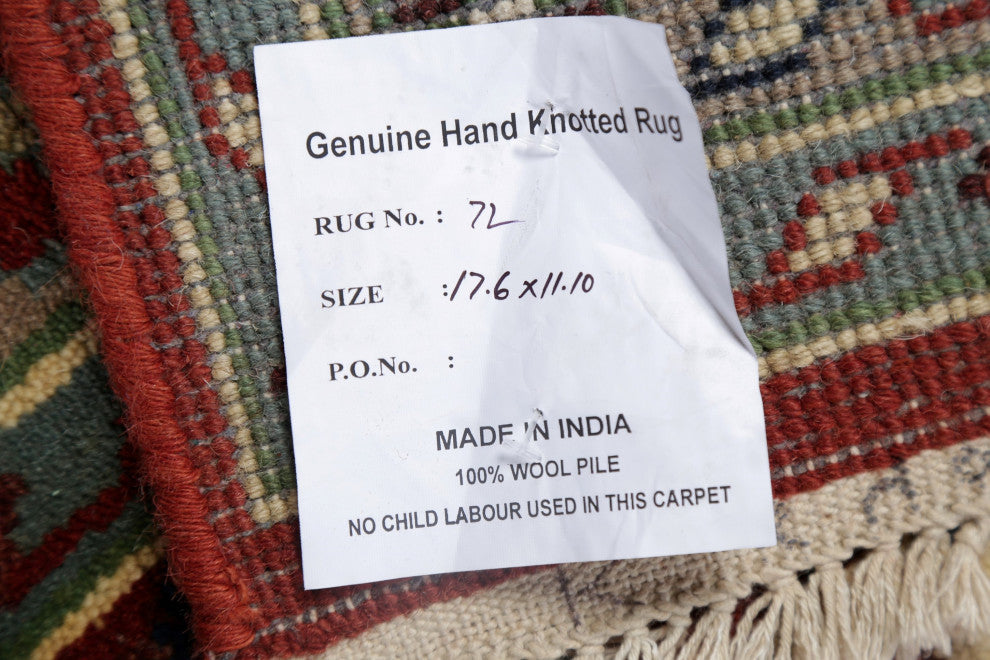 Genuine Hand Knotted Rug
RUG No. : 7L
SIZE : 17.6 x 11.10
P.O.No. :
MADE IN INDIA
100% WOOL PILE
NO CHILD LABOUR USED IN THIS CARPET